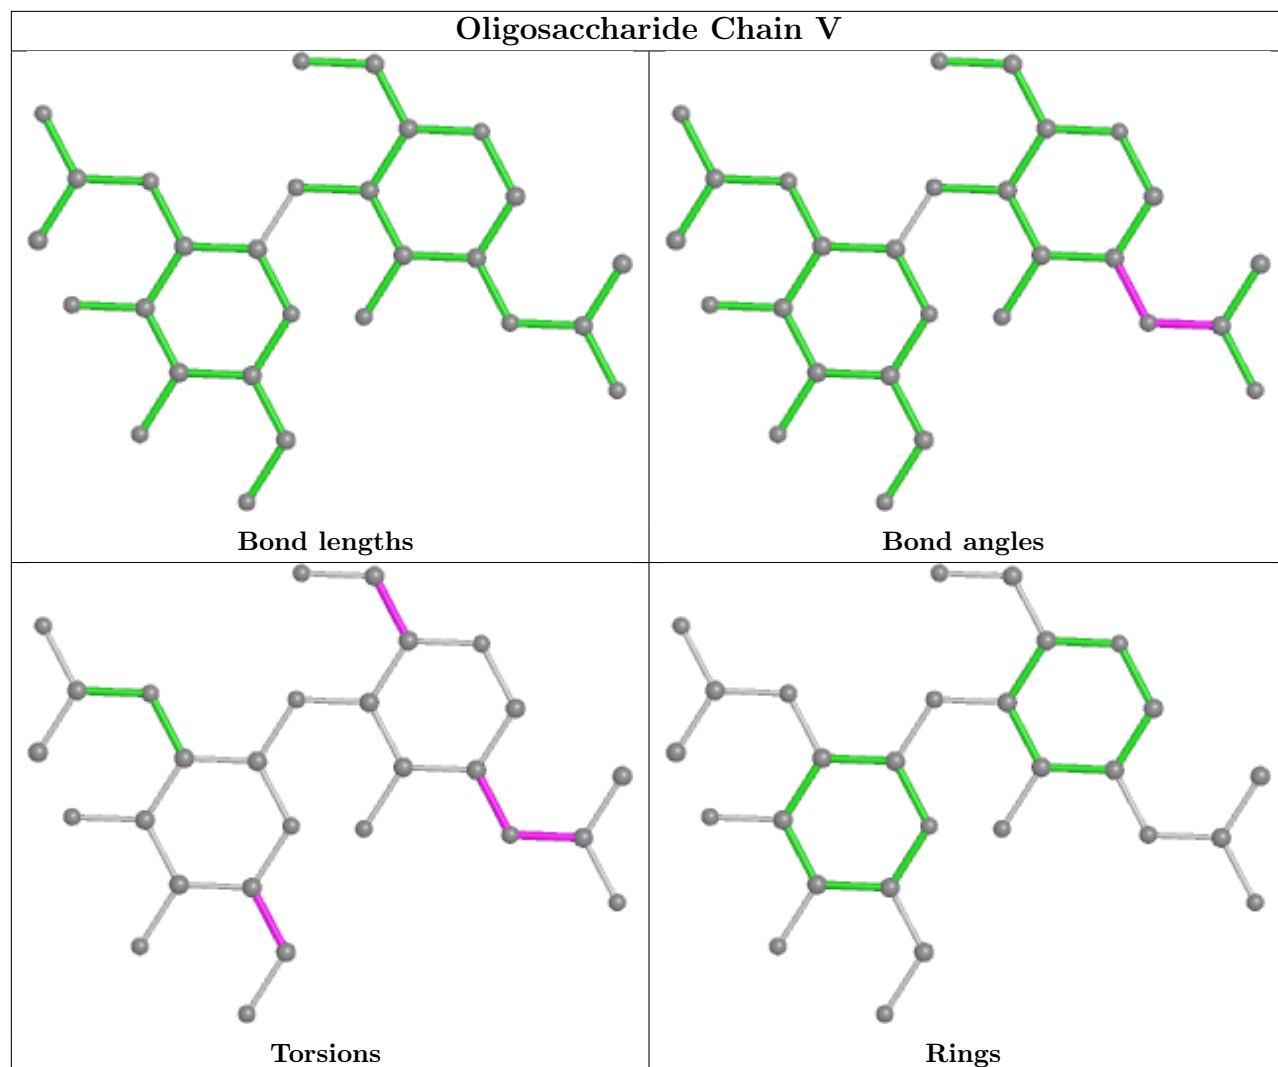 Oligosaccharide Chain V
Bond lengths
Bond angles
Torsions
Rings